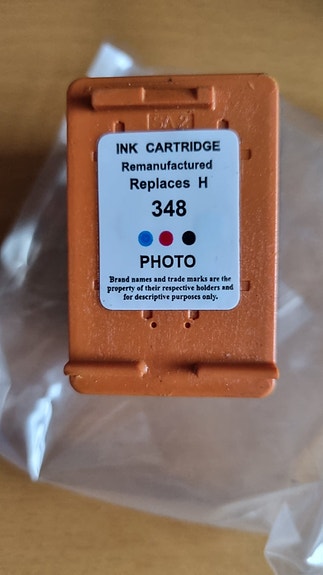 SA2
INK CARTRIDGE
Remanufactured
Replaces H
348
PHOTO
Brand names and trade marks are the
property of their respective holders and
for descriptive purposes only.